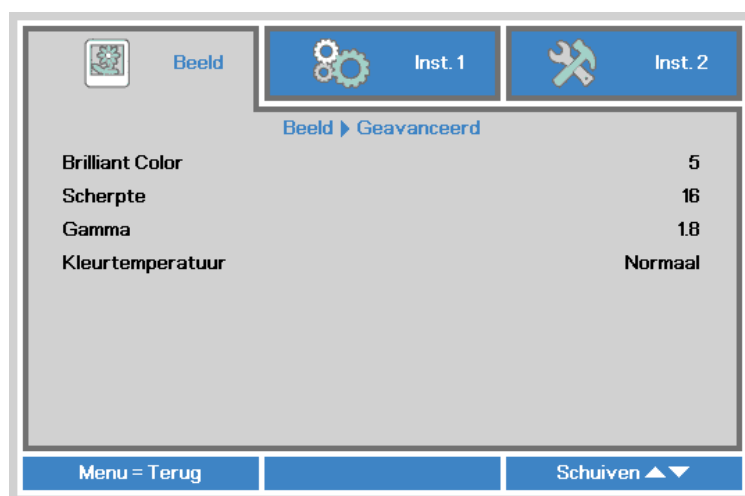 Beeld Inst. 1 Inst. 2
Beeld ▶ Geavanceerd
Brilliant Color 5
Scherpte 16
Gamma 1.8
Kleurtemperatuur Normaal
Menu = Terug Schuiven ▲▼